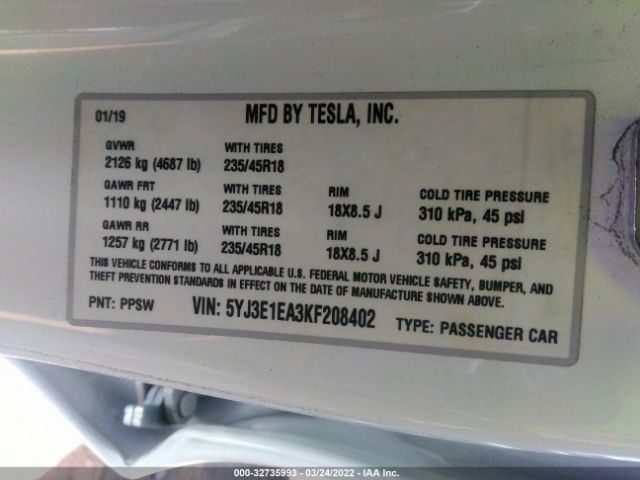 01/19 MFD BY TESLA, INC.
GVWR WITH TIRES
2126 kg (4687 lb) 235/45R18
GAWR FRT WITH TIRES RIM COLD TIRE PRESSURE
1110 kg (2447 lb) 235/45R18 18X8.5 J 310 kPa, 45 psi
GAWR RR WITH TIRES RIM COLD TIRE PRESSURE
1257 kg (2771 lb) 235/45R18 18X8.5 J 310 kPa, 45 psi
THIS VEHICLE CONFORMS TO ALL APPLICABLE U.S. FEDERAL MOTOR VEHICLE SAFETY, BUMPER, AND
THEFT PREVENTION STANDARDS IN EFFECT ON THE DATE OF MANUFACTURE SHOWN ABOVE.
PNT: PPSW VIN: 5YJ3E1EA3KF208402 TYPE: PASSENGER CAR
000-32735993 - 03/24/2022 - IAA Inc.